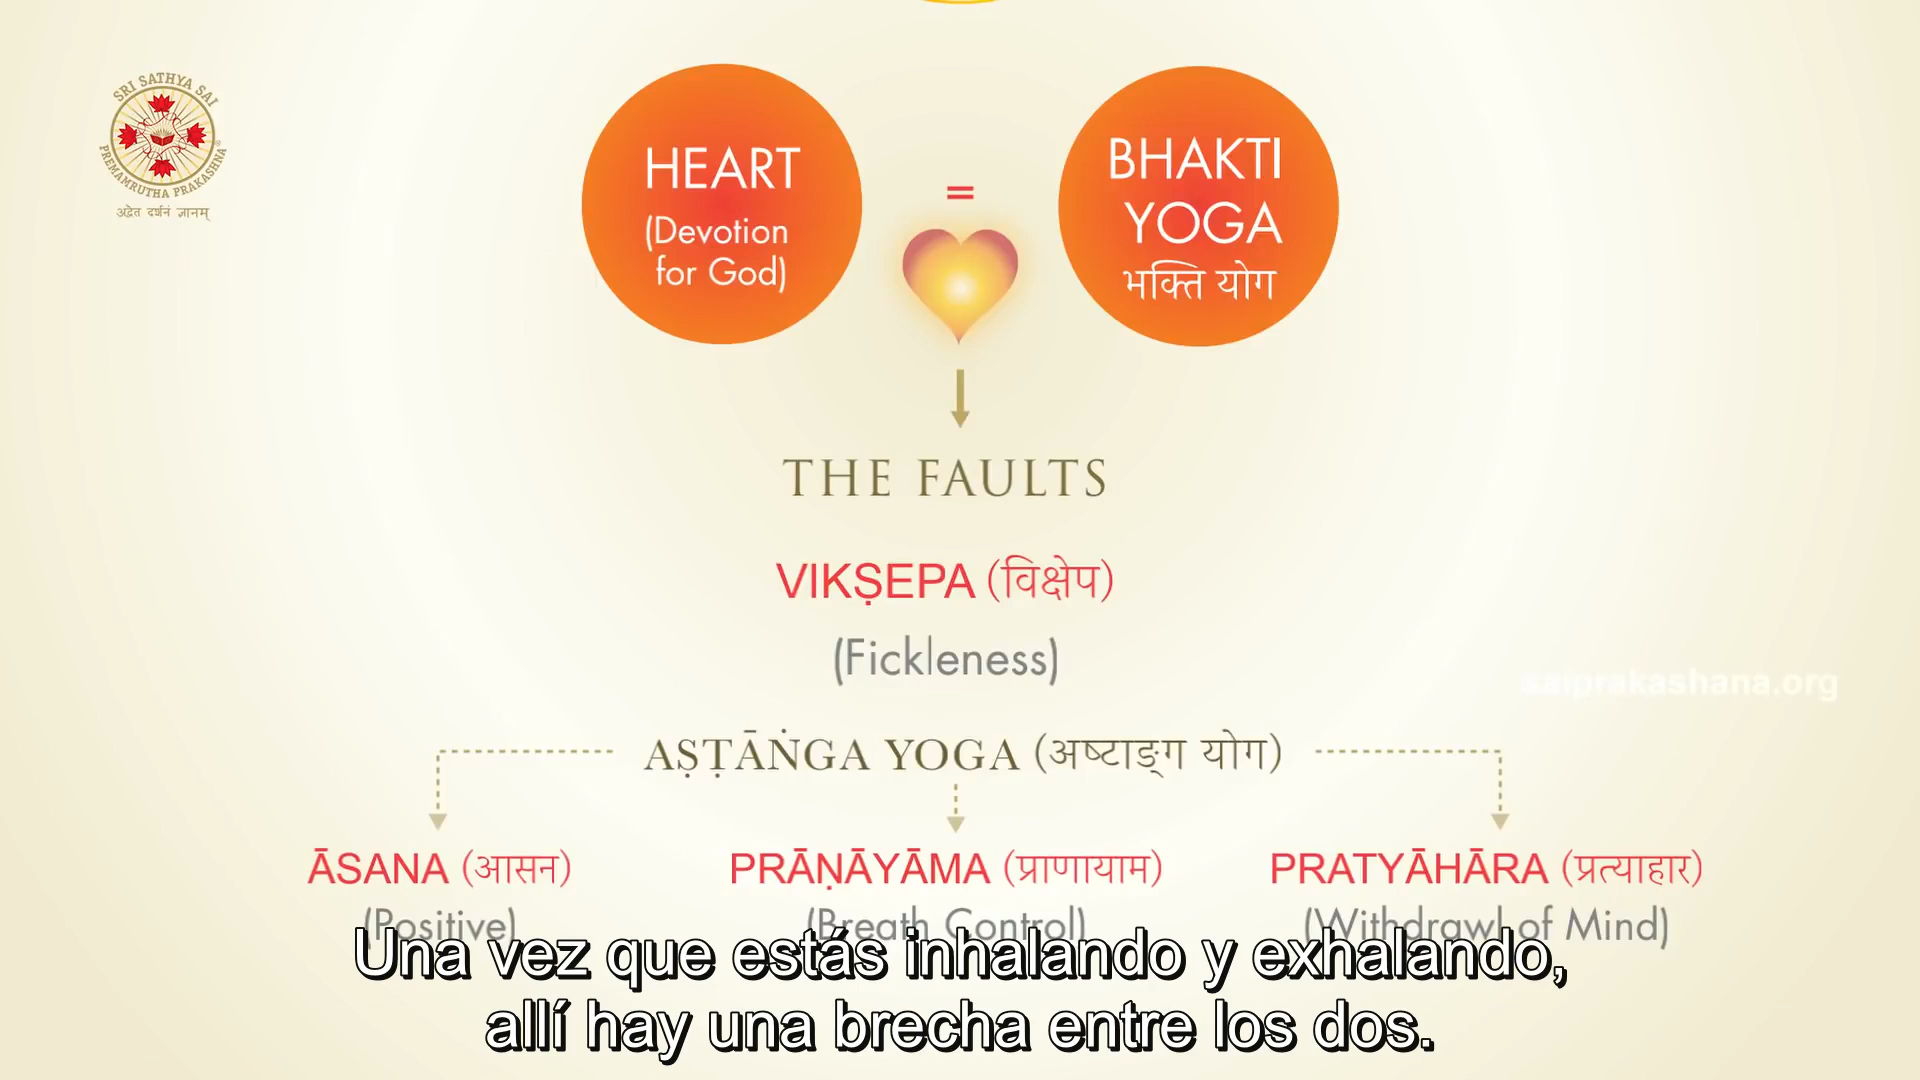 SRI SATHYA SAI
PREMAMRUTHA PRAKASHNA
अद्वैत दर्शनं ज्ञानम्
HEART
(Devotion
for God)
=
BHAKTI
YOGA
भक्ति योग
THE FAULTS
VIKṢEPA (विक्षेप)
(Fickleness)
saiprakashana.org
AṢṬĀṄGA YOGA (अष्टाङ्ग योग)
ĀSANA (आसन)
PRĀṆĀYĀMA (प्राणायाम)
PRATYĀHĀRA (प्रत्याहार)
(Positive)
(Breath Control)
(Withdrawl of Mind)
Una vez que estás inhalando y exhalando,
allí hay una brecha entre los dos.